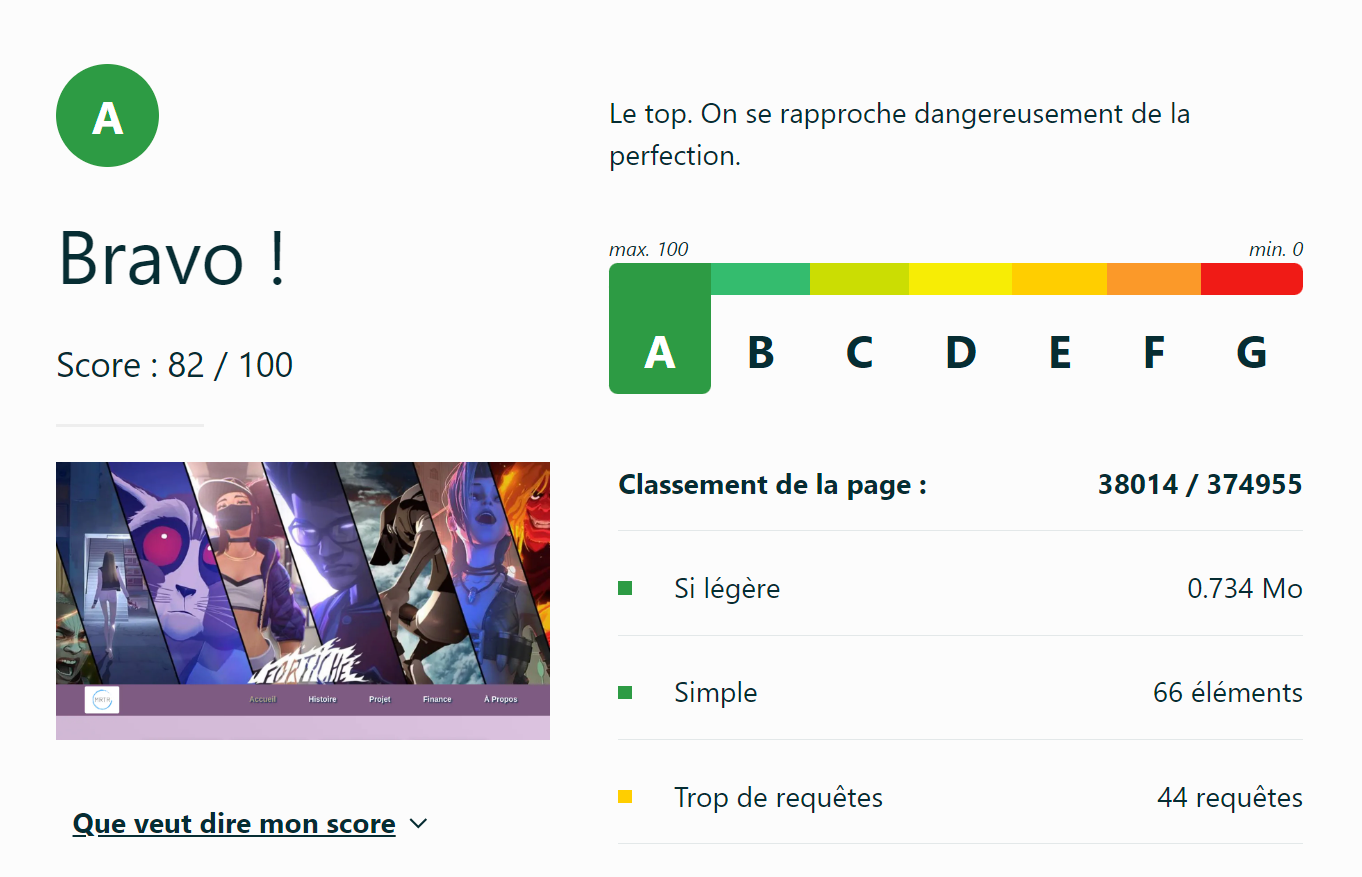 A
Bravo !
Score : 82 / 100
Accueil Histoire Projet Finance À Propos
Que veut dire mon score
Le top. On se rapproche dangereusement de la
perfection.
max. 100 min. 0
A B C D E F G
Classement de la page : 38014 / 374955
Si légère 0.734 Mo
Simple 66 éléments
Trop de requêtes 44 requêtes